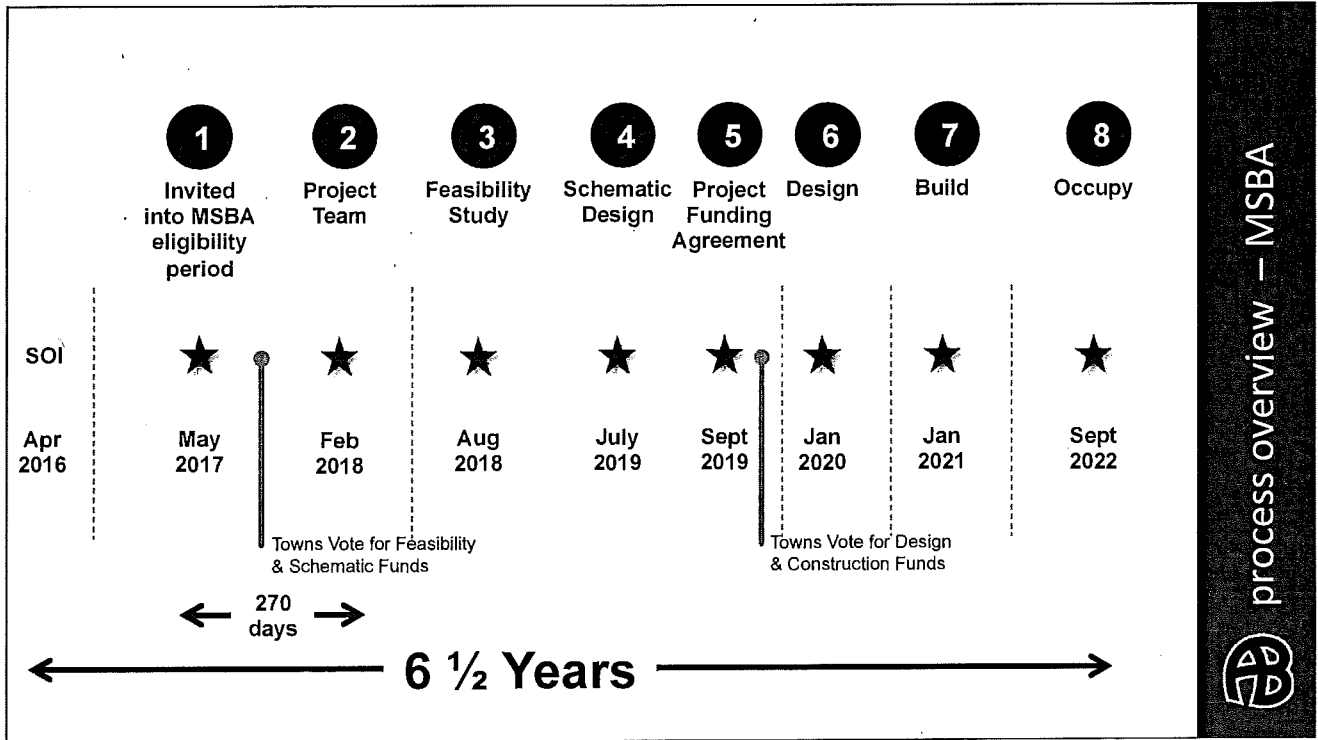 1
Invited
into MSBA
eligibility
period
2
Project
Team
3
Feasibility
Study
4
Schematic
Design
5
Project
Funding
Agreement
6
Design
7
Build
8
Occupy
SOI
Apr
2016
May
2017
Feb
2018
Aug
2018
July
2019
Sept
2019
Jan
2020
Jan
2021
Sept
2022
Towns Vote for Feasibility
& Schematic Funds
Towns Vote for Design
& Construction Funds
270
days
6 ½ Years
process overview – MSBA
AB